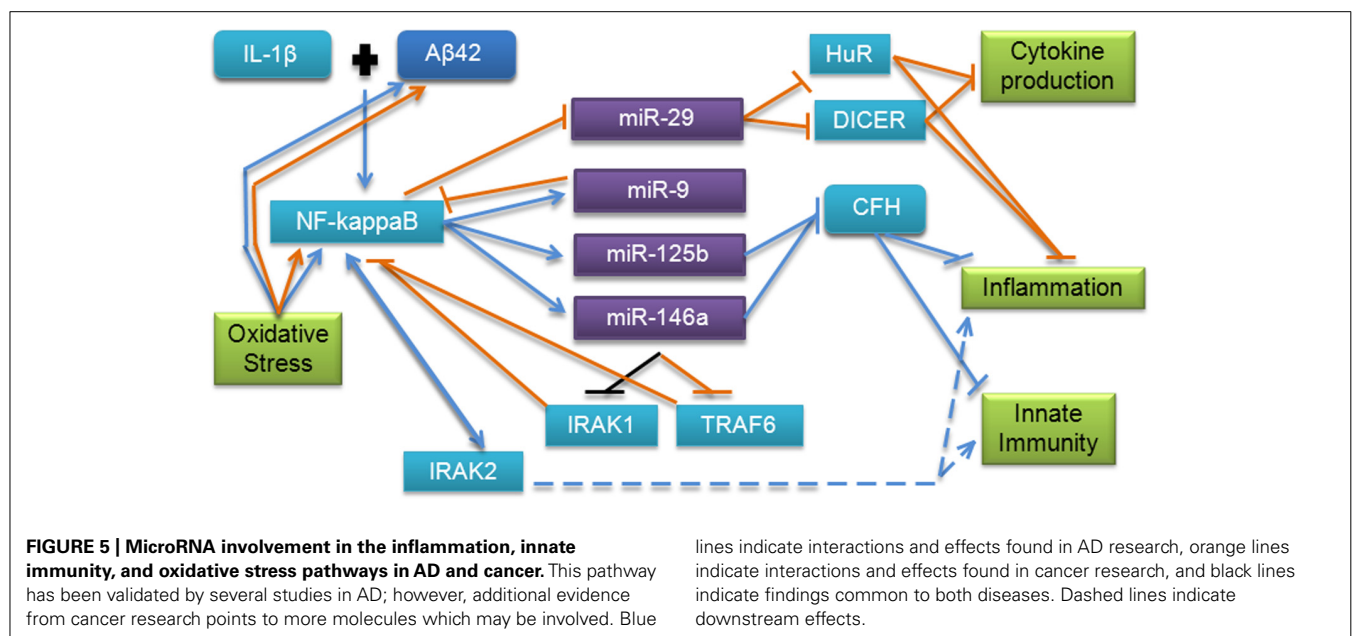 IL-1β
Aβ42
HuR
Cytokine
production
miR-29
DICER
miR-9
CFH
NF-kappaB
miR-125b
Inflammation
miR-146a
Oxidative
Stress
IRAK1
TRAF6
Innate
Immunity
IRAK2
FIGURE 5 | MicroRNA involvement in the inflammation, innate
immunity, and oxidative stress pathways in AD and cancer. This pathway
has been validated by several studies in AD; however, additional evidence
from cancer research points to more molecules which may be involved. Blue
lines indicate interactions and effects found in AD research, orange lines
indicate interactions and effects found in cancer research, and black lines
indicate findings common to both diseases. Dashed lines indicate
downstream effects.